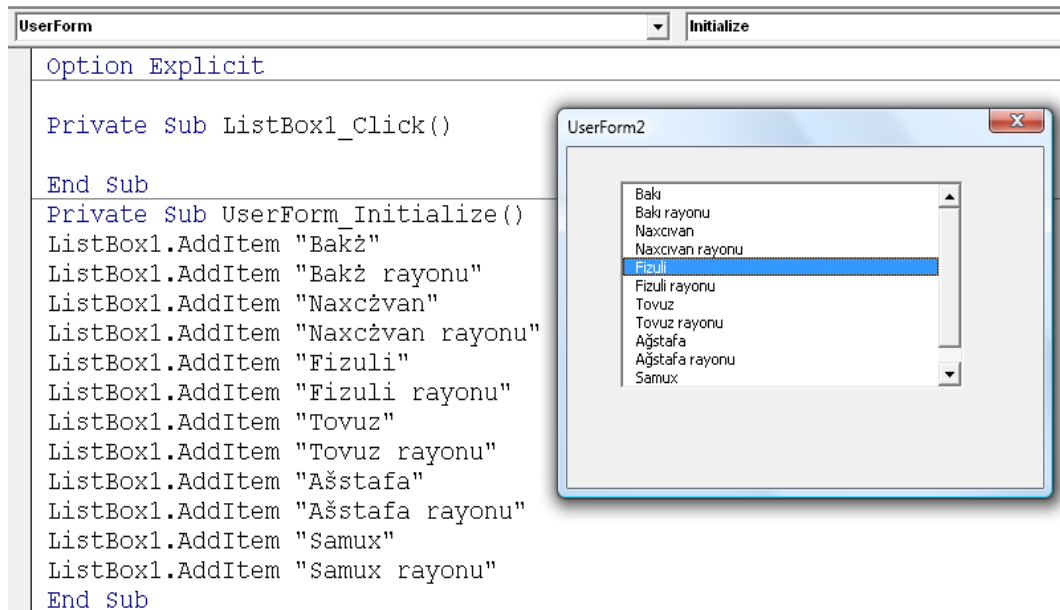 UserForm
Initialize
Option Explicit
Private Sub ListBox1_Click()
End Sub
Private Sub UserForm_Initialize()
ListBox1.AddItem "Bakż"
ListBox1.AddItem "Bakż rayonu"
ListBox1.AddItem "Naxcżvan"
ListBox1.AddItem "Naxcżvan rayonu"
ListBox1.AddItem "Fizuli"
ListBox1.AddItem "Fizuli rayonu"
ListBox1.AddItem "Tovuz"
ListBox1.AddItem "Tovuz rayonu"
ListBox1.AddItem "Ašstafa"
ListBox1.AddItem "Ašstafa rayonu"
ListBox1.AddItem "Samux"
ListBox1.AddItem "Samux rayonu"
End Sub
UserForm2
Bakı
Bakı rayonu
Naxcıvan
Naxcıvan rayonu
Fizuli
Fizuli rayonu
Tovuz
Tovuz rayonu
Ağstafa
Ağstafa rayonu
Samux